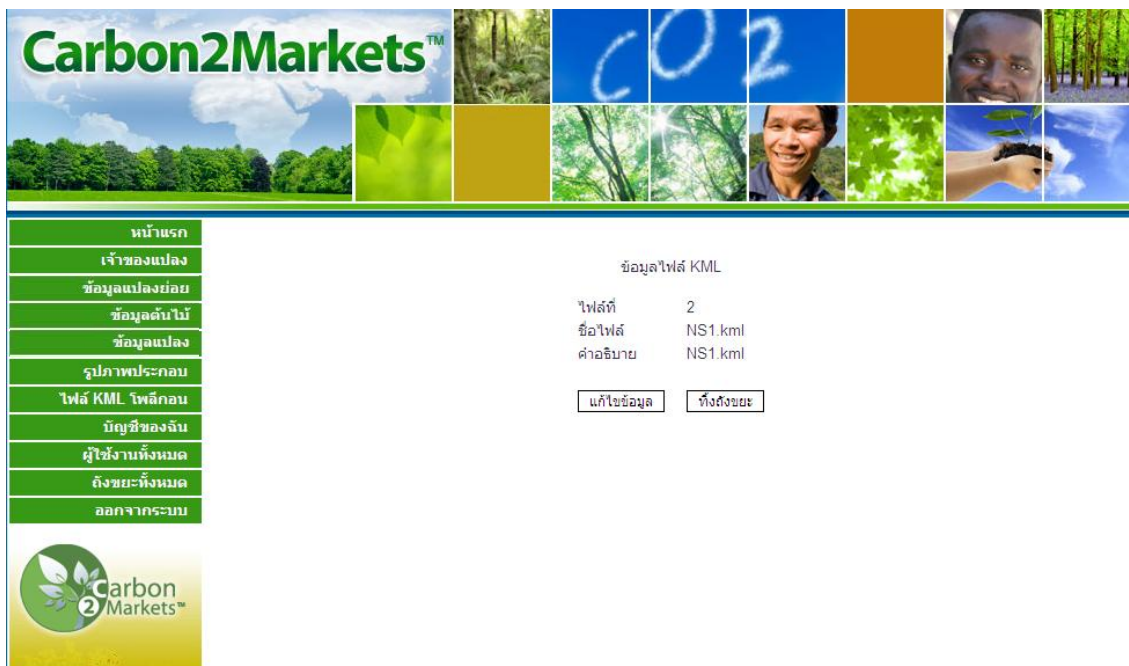 Carbon2Markets™
CO2
หน้าแรก
เจ้าของแปลง
ข้อมูลแปลงย่อย
ข้อมูลต้นไม้
ข้อมูลแปลง
รูปภาพประกอบ
ไฟล์ KML โพลีกอน
บัญชีของฉัน
ผู้ใช้งานทั้งหมด
ถังขยะทั้งหมด
ออกจากระบบ
ข้อมูลไฟล์ KML
ไฟล์ที่ 2
ชื่อไฟล์ NS1.kml
คำอธิบาย NS1.kml
แก้ไขข้อมูล ทิ้งถังขยะ
Carbon
2 Markets™